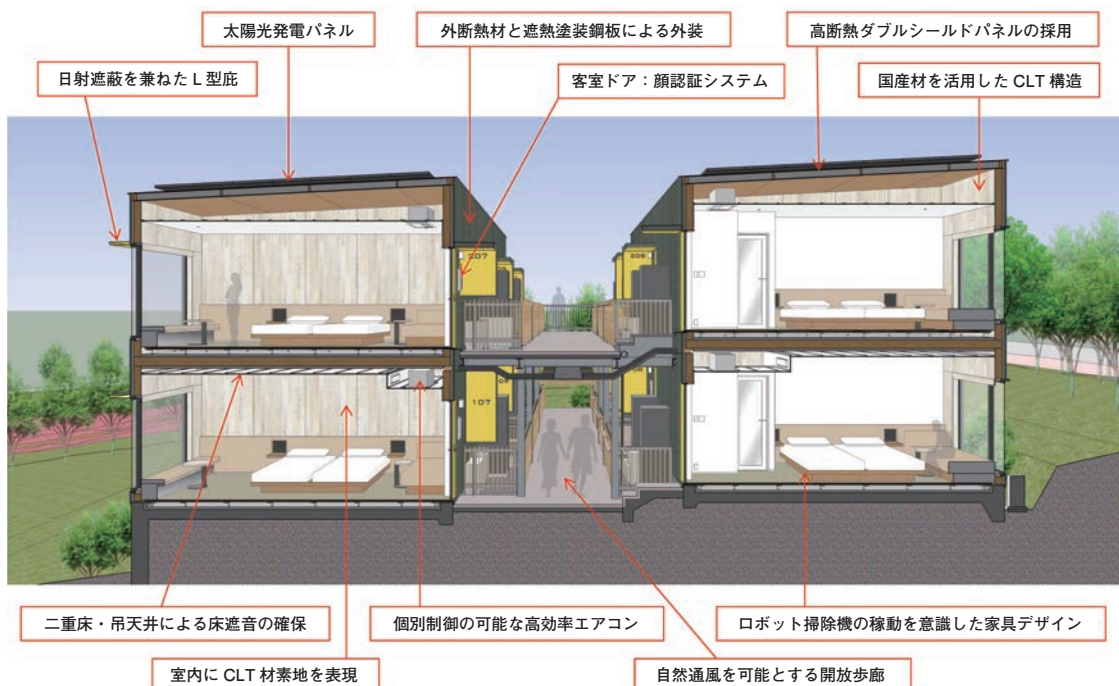 太陽光発電パネル
外断熱材と遮熱塗装鋼板による外装
高断熱ダブルシールドパネルの採用
日射遮蔽を兼ねた L 型庇
客室ドア：顔認証システム
国産材を活用した CLT 構造
207
208
107
二重床・吊天井による床遮音の確保
個別制御の可能な高効率エアコン
ロボット掃除機の稼動を意識した家具デザイン
室内に CLT 材素地を表現
自然通風を可能とする開放歩廊